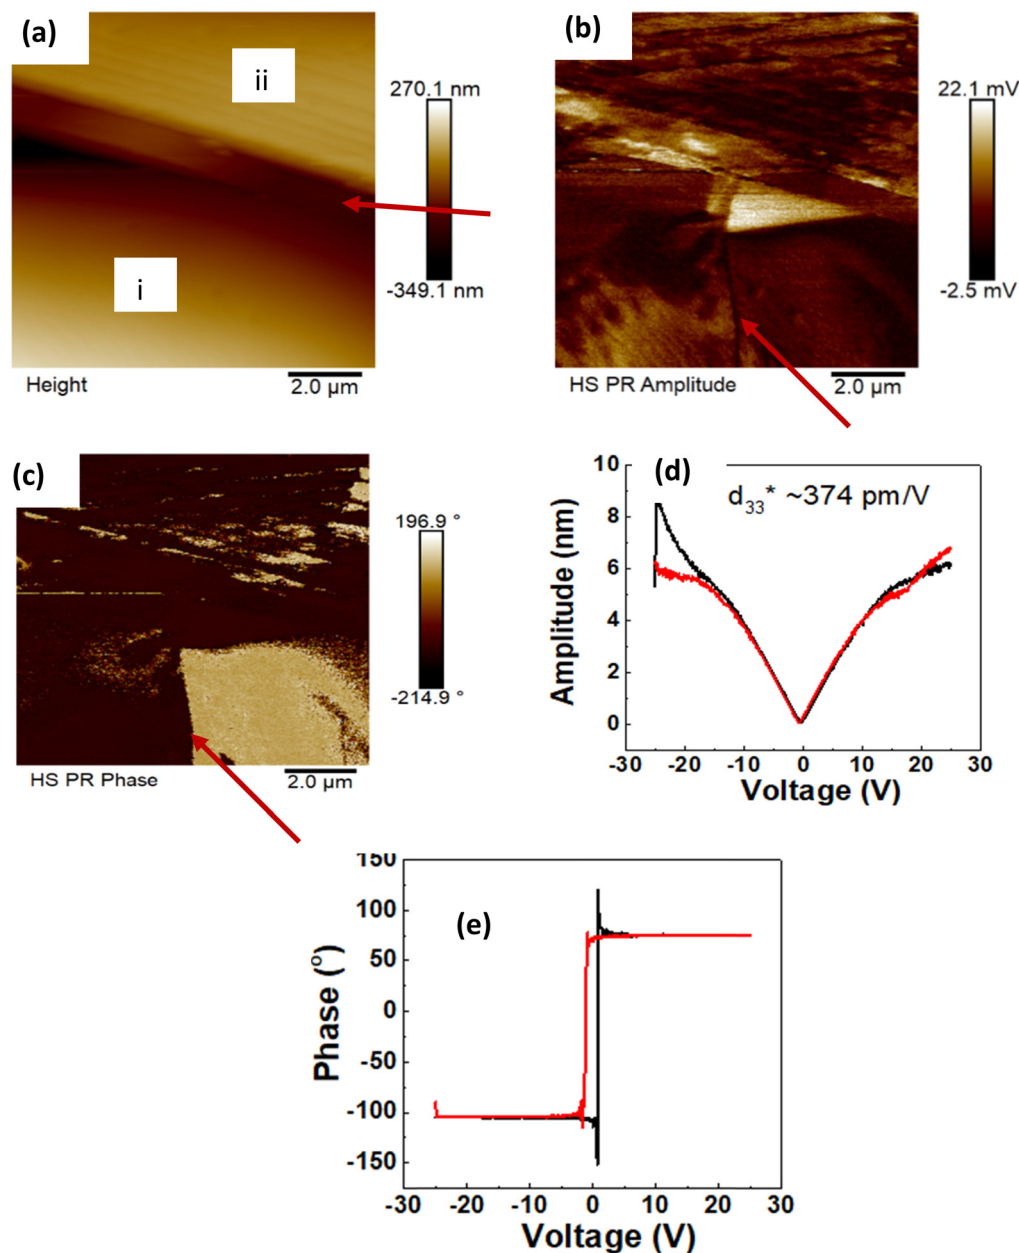 (a)
ii
i
270.1 nm
-349.1 nm
Height
2.0 µm
(b)
22.1 mV
-2.5 mV
HS PR Amplitude
2.0 µm
(c)
196.9 °
-214.9 °
HS PR Phase
2.0 µm
(d)
d33* ~374 pm/V
Amplitude (nm)
10
8
6
4
2
0
-30 -20 -10 0 10 20 30
Voltage (V)
(e)
Phase (°)
150
100
50
0
-50
-100
-150
-30 -20 -10 0 10 20 30
Voltage (V)